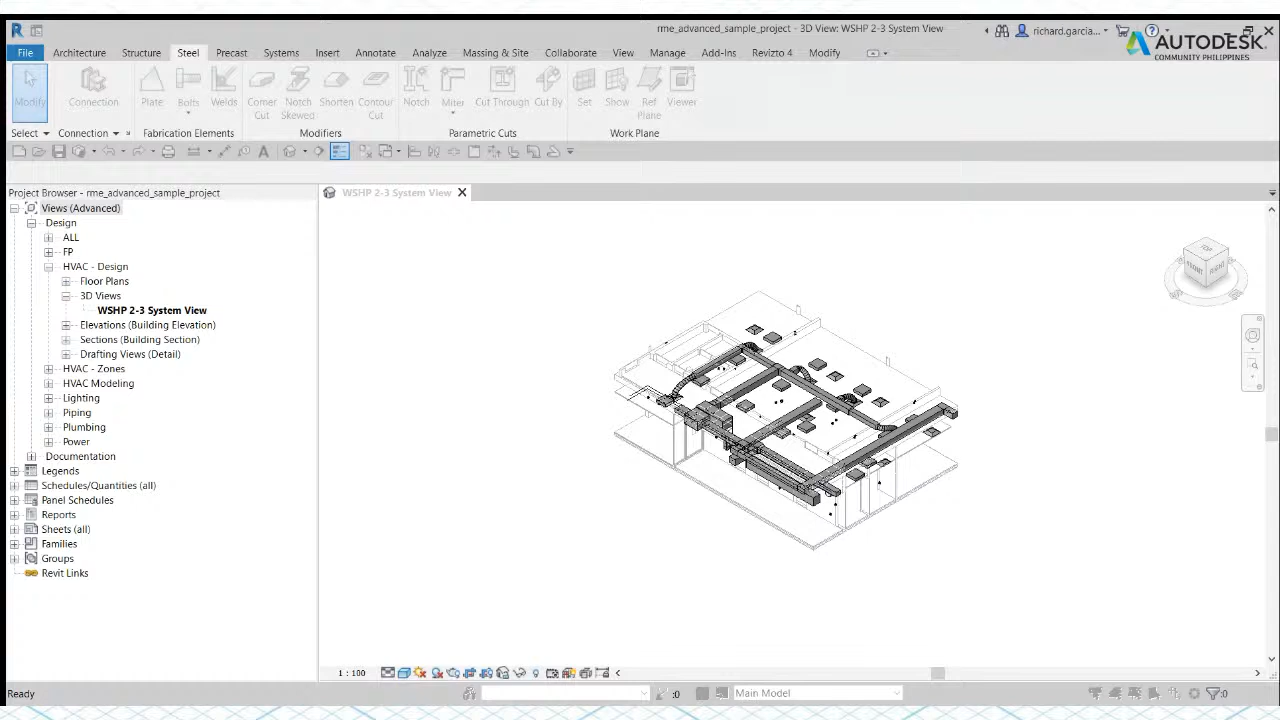 rme_advanced_sample_project - 3D View: WSHP 2-3 System View
richard.garcia...
AUTODESK
COMMUNITY PHILIPPINES
File Architecture Structure Steel Precast Systems Insert Annotate Analyze Massing & Site Collaborate View Manage Add-Ins Revizto 4 Modify
Modify Connection Plate Bolts Welds Corner Cut Notch Skewed Shorten Contour Cut Notch Miter Cut Through Cut By Set Show Ref Plane Viewer
Select Connection Fabrication Elements Modifiers Parametric Cuts Work Plane
Project Browser - rme_advanced_sample_project
WSHP 2-3 System View
Views (Advanced)
Design
ALL
FP
HVAC - Design
Floor Plans
3D Views
WSHP 2-3 System View
Elevations (Building Elevation)
Sections (Building Section)
Drafting Views (Detail)
HVAC - Zones
HVAC Modeling
Lighting
Piping
Plumbing
Power
Documentation
Legends
Schedules/Quantities (all)
Panel Schedules
Reports
Sheets (all)
Families
Groups
Revit Links
TOP
FRONT
RIGHT
1 : 100
Ready
:0
Main Model
:0